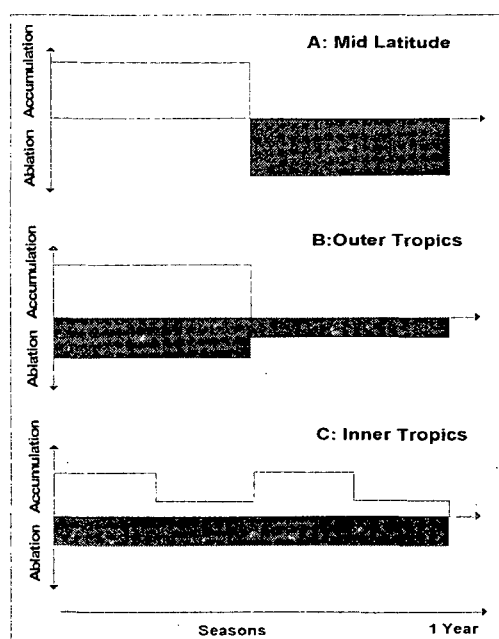 A: Mid Latitude
Accumulation
Ablation
B:Outer Tropics
Accumulation
Ablation
C: Inner Tropics
Accumulation
Ablation
Seasons
1 Year